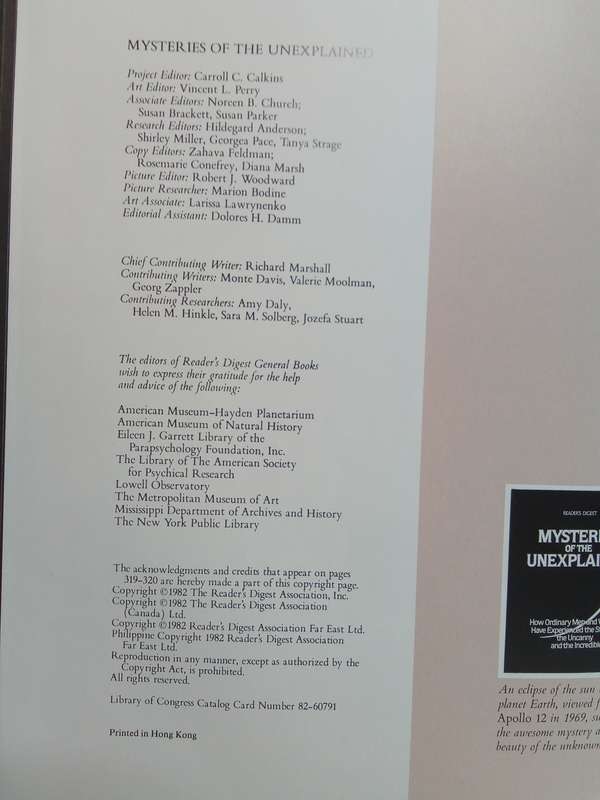 MYSTERIES OF THE UNEXPLAINED
Project Editor: Carroll C. Calkins
Art Editor: Vincent L. Perry
Associate Editors: Noreen B. Church;
Susan Brackett, Susan Parker
Research Editors: Hildegard Anderson;
Shirley Miller, Georgea Pace, Tanya Strage
Copy Editors: Zahava Feldman;
Rosemarie Conefrey, Diana Marsh
Picture Editor: Robert J. Woodward
Picture Researcher: Marion Bodine
Art Associate: Larissa Lawrynenko
Editorial Assistant: Dolores H. Damm
Chief Contributing Writer: Richard Marshall
Contributing Writers: Monte Davis, Valerie Moolman,
Georg Zappler
Contributing Researchers: Amy Daly,
Helen M. Hinkle, Sara M. Solberg, Jozefa Stuart
The editors of Reader's Digest General Books
wish to express their gratitude for the help
and advice of the following:
American Museum–Hayden Planetarium
American Museum of Natural History
Eileen J. Garrett Library of the
Parapsychology Foundation, Inc.
The Library of The American Society
for Psychical Research
Lowell Observatory
The Metropolitan Museum of Art
Mississippi Department of Archives and History
The New York Public Library
The acknowledgments and credits that appear on pages
319–320 are hereby made a part of this copyright page.
Copyright ©1982 The Reader's Digest Association, Inc.
Copyright ©1982 The Reader's Digest Association
(Canada) Ltd.
Copyright ©1982 Reader's Digest Association Far East Ltd.
Philippine Copyright 1982 Reader's Digest Association
Far East Ltd.
Reproduction in any manner, except as authorized by the
Copyright Act, is prohibited.
All rights reserved.
Library of Congress Catalog Card Number 82-60791
Printed in Hong Kong
READER'S DIGEST
MYSTERI
OF THE
UNEXPLAI
How Ordinary Men and
Have Experienced the
the Uncanny
and the Incredib
An eclipse of the sun
planet Earth, viewed
Apollo 12 in 1969,
the awesome mystery
beauty of the unknown